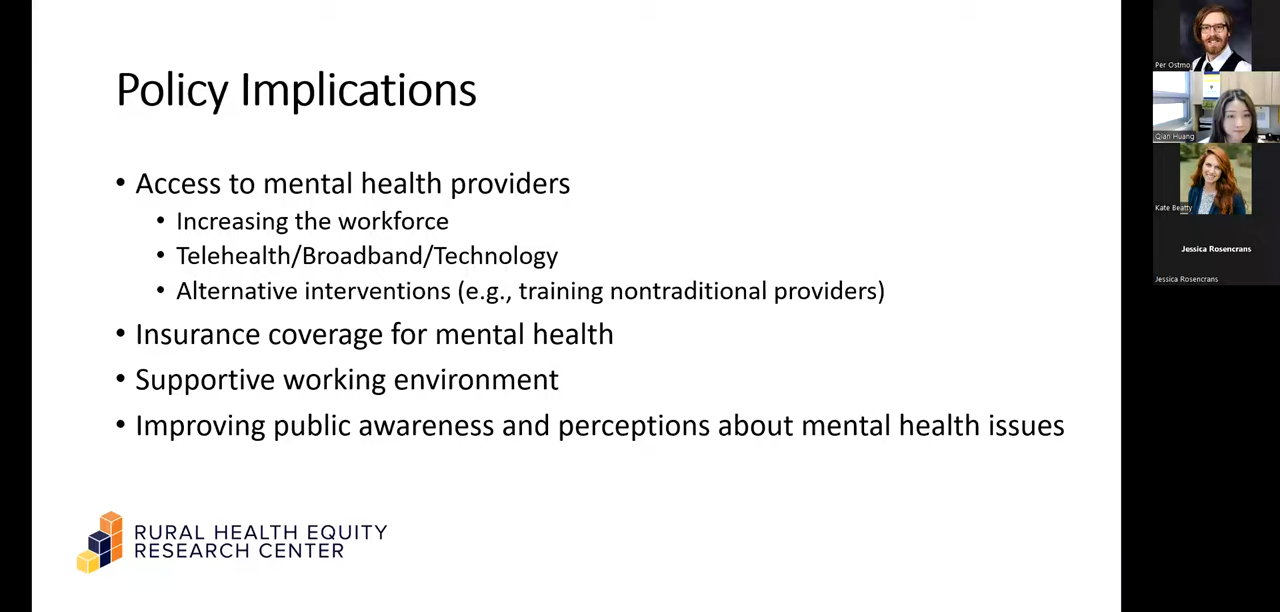 Policy Implications
• Access to mental health providers
• Increasing the workforce
• Telehealth/Broadband/Technology
• Alternative interventions (e.g., training nontraditional providers)
• Insurance coverage for mental health
• Supportive working environment
• Improving public awareness and perceptions about mental health issues
RURAL HEALTH EQUITY
RESEARCH CENTER
Per Ostmo
Qian Huang
Kate Beatty
Jessica Rosencrans
Jessica Rosencrans